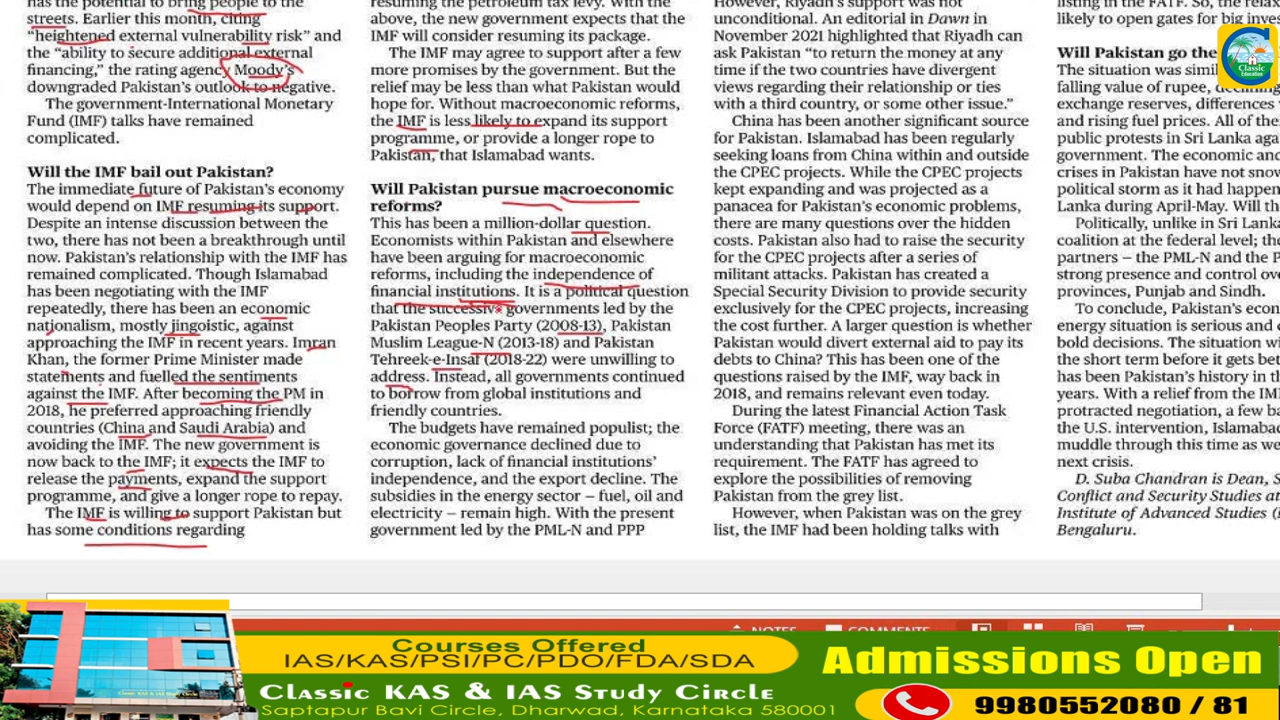 has the potential to bring people to the
streets. Earlier this month, citing
“heightened external vulnerability risk” and
the “ability to secure additional external
financing,” the rating agency Moody’s
downgraded Pakistan’s outlook to negative.
The government-International Monetary
Fund (IMF) talks have remained
complicated.
Will the IMF bail out Pakistan?
The immediate future of Pakistan’s economy
would depend on IMF resuming its support.
Despite an intense discussion between the
two, there has not been a breakthrough until
now. Pakistan’s relationship with the IMF has
remained complicated. Though Islamabad
has been negotiating with the IMF
repeatedly, there has been an economic
nationalism, mostly jingoistic, against
approaching the IMF in recent years. Imran
Khan, the former Prime Minister made
statements and fuelled the sentiments
against the IMF. After becoming the PM in
2018, he preferred approaching friendly
countries (China and Saudi Arabia) and
avoiding the IMF. The new government is
now back to the IMF; it expects the IMF to
release the payments, expand the support
programme, and give a longer rope to repay.
The IMF is willing to support Pakistan but
has some conditions regarding
resuming the petroleum tax levy. With the
above, the new government expects that the
IMF will consider resuming its package.
The IMF may agree to support after a few
more promises by the government. But the
relief may be less than what Pakistan would
hope for. Without macroeconomic reforms,
the IMF is less likely to expand its support
programme, or provide a longer rope to
Pakistan, that Islamabad wants.
Will Pakistan pursue macroeconomic
reforms?
This has been a million-dollar question.
Economists within Pakistan and elsewhere
have been arguing for macroeconomic
reforms, including the independence of
financial institutions. It is a political question
that the successive governments led by the
Pakistan Peoples Party (2008-13), Pakistan
Muslim League-N (2013-18) and Pakistan
Tehreek-e-Insaf (2018-22) were unwilling to
address. Instead, all governments continued
to borrow from global institutions and
friendly countries.
The budgets have remained populist; the
economic governance declined due to
corruption, lack of financial institutions’
independence, and the export decline. The
subsidies in the energy sector – fuel, oil and
electricity – remain high. With the present
government led by the PML-N and PPP
However, Riyadh’s support was not
unconditional. An editorial in Dawn in
November 2021 highlighted that Riyadh can
ask Pakistan “to return the money at any
time if the two countries have divergent
views regarding their relationship or ties
with a third country, or some other issue.”
China has been another significant source
for Pakistan. Islamabad has been regularly
seeking loans from China within and outside
the CPEC projects. While the CPEC projects
kept expanding and was projected as a
panacea for Pakistan’s economic problems,
there are many questions over the hidden
costs. Pakistan also had to raise the security
for the CPEC projects after a series of
militant attacks. Pakistan has created a
Special Security Division to provide security
exclusively for the CPEC projects, increasing
the cost further. A larger question is whether
Pakistan would divert external aid to pay its
debts to China? This has been one of the
questions raised by the IMF, way back in
2018, and remains relevant even today.
During the latest Financial Action Task
Force (FATF) meeting, there was an
understanding that Pakistan has met its
requirement. The FATF has agreed to
explore the possibilities of removing
Pakistan from the grey list.
However, when Pakistan was on the grey
list, the IMF had been holding talks with
listing in the FATF. So, the relax
likely to open gates for big inves
Will Pakistan go the
The situation was simil
falling value of rupee, declining
exchange reserves, differences
and rising fuel prices. All of the
public protests in Sri Lanka aga
government. The economic and
crises in Pakistan have not snow
political storm as it had happen
Lanka during April-May. Will th
Politically, unlike in Sri Lanka
coalition at the federal level; the
partners – the PML-N and the P
strong presence and control ove
provinces, Punjab and Sindh.
To conclude, Pakistan’s econ
energy situation is serious and
bold decisions. The situation wi
the short term before it gets bet
has been Pakistan’s history in th
years. With a relief from the IMF
protracted negotiation, a few ba
the U.S. intervention, Islamabad
muddle through this time as we
next crisis.
D. Suba Chandran is Dean, S
Conflict and Security Studies at
Institute of Advanced Studies (
Bengaluru.
Classic
Education
NOTES
COMMENTS
Courses Offered
IAS/KAS/PSI/PC/PDO/FDA/SDA
Classic KAS & IAS Study Circle
Saptapur Bavi Circle, Dharwad, Karnataka 580001
Admissions Open
9980552080 / 81